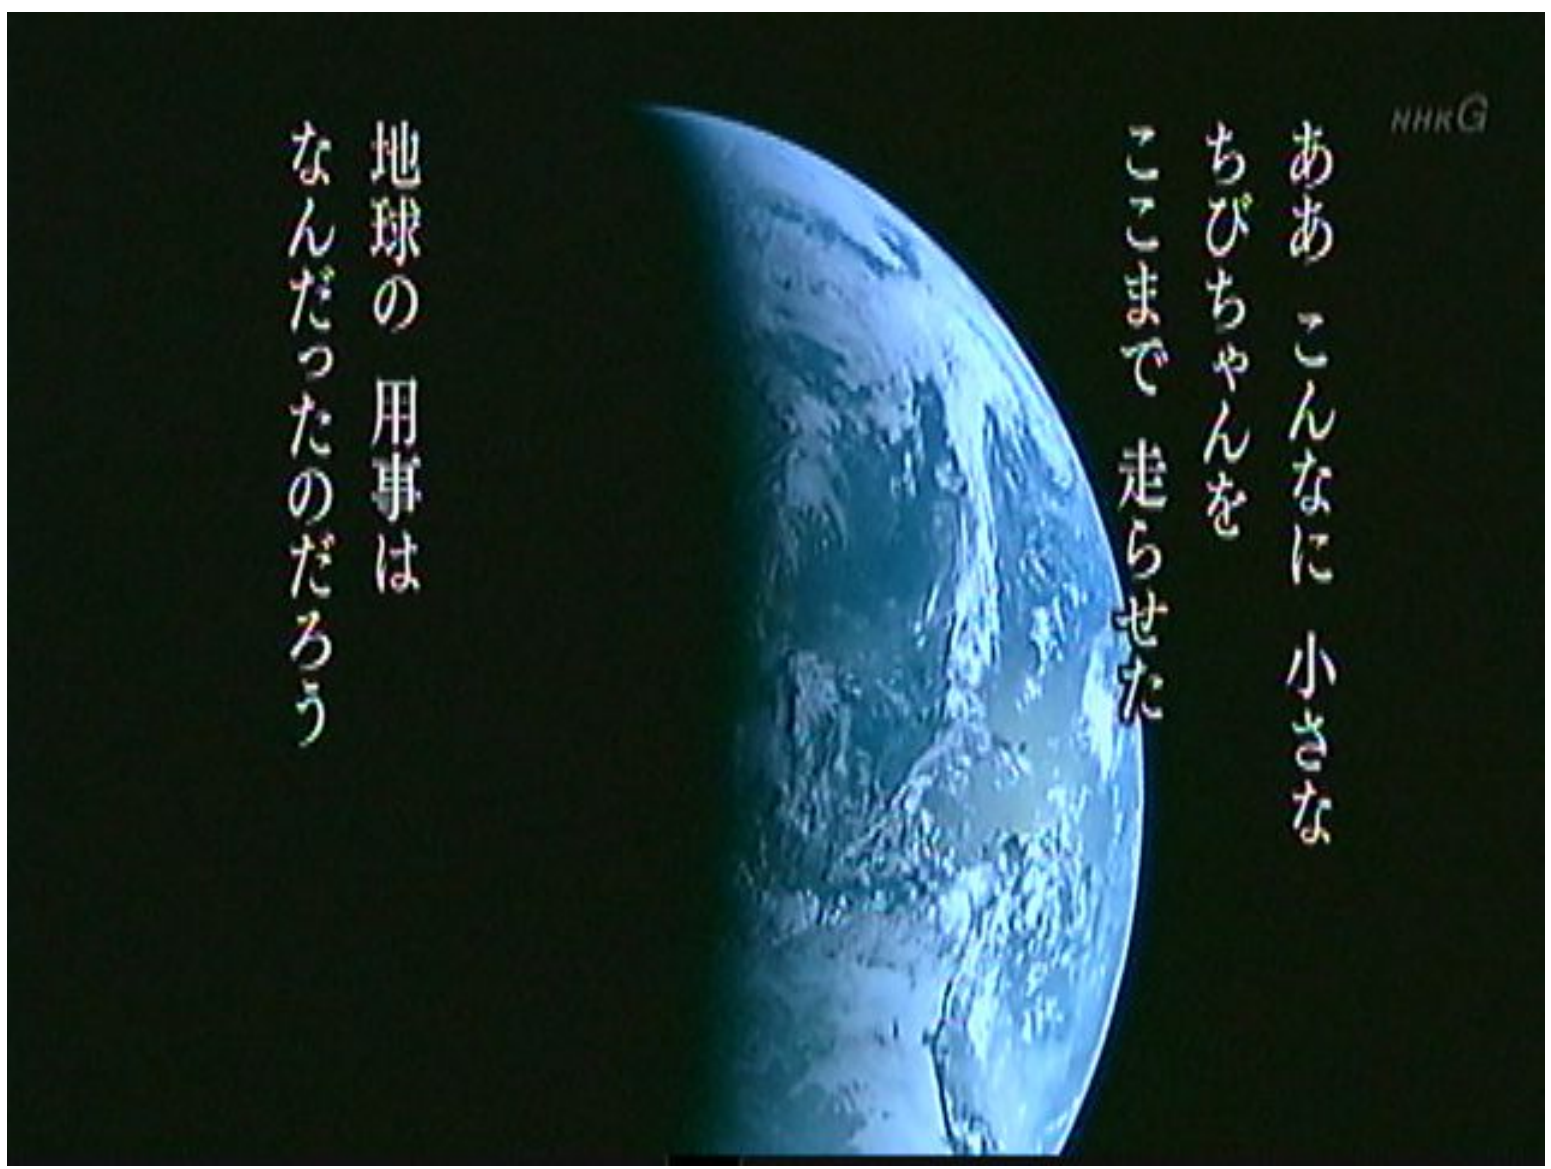 NHKG
ああ こんなに 小さな
ちびちゃんを
ここまで 走らせた
地球の 用事は
なんだったのだろう